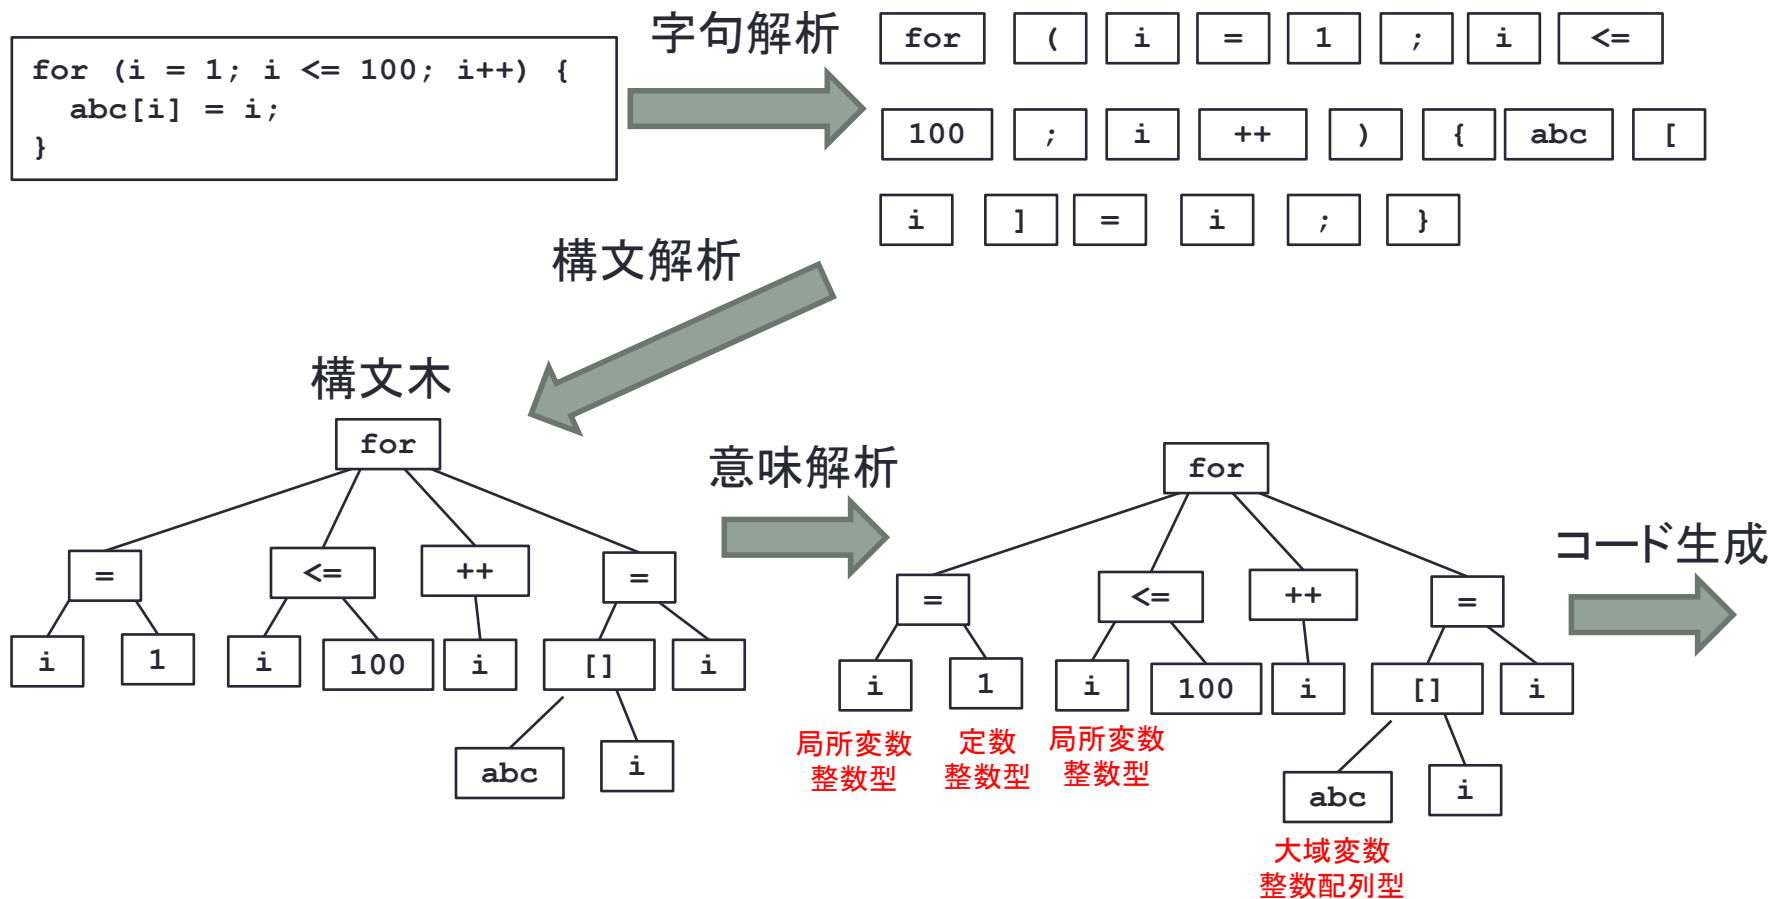 for (i = 1; i <= 100; i++) {
abc[i] = i;
}
字句解析
for ( i = 1 ; i <=
100 ; i ++ ) { abc [
i ] = i ; }
構文解析
構文木
for
= <= ++ =
i 1 i 100 i [] i
abc i
意味解析
for
= <= ++ =
i 1 i 100 i [] i
局所変数 定数 局所変数
整数型 整数型 整数型
abc i
大域変数
整数配列型
コード生成